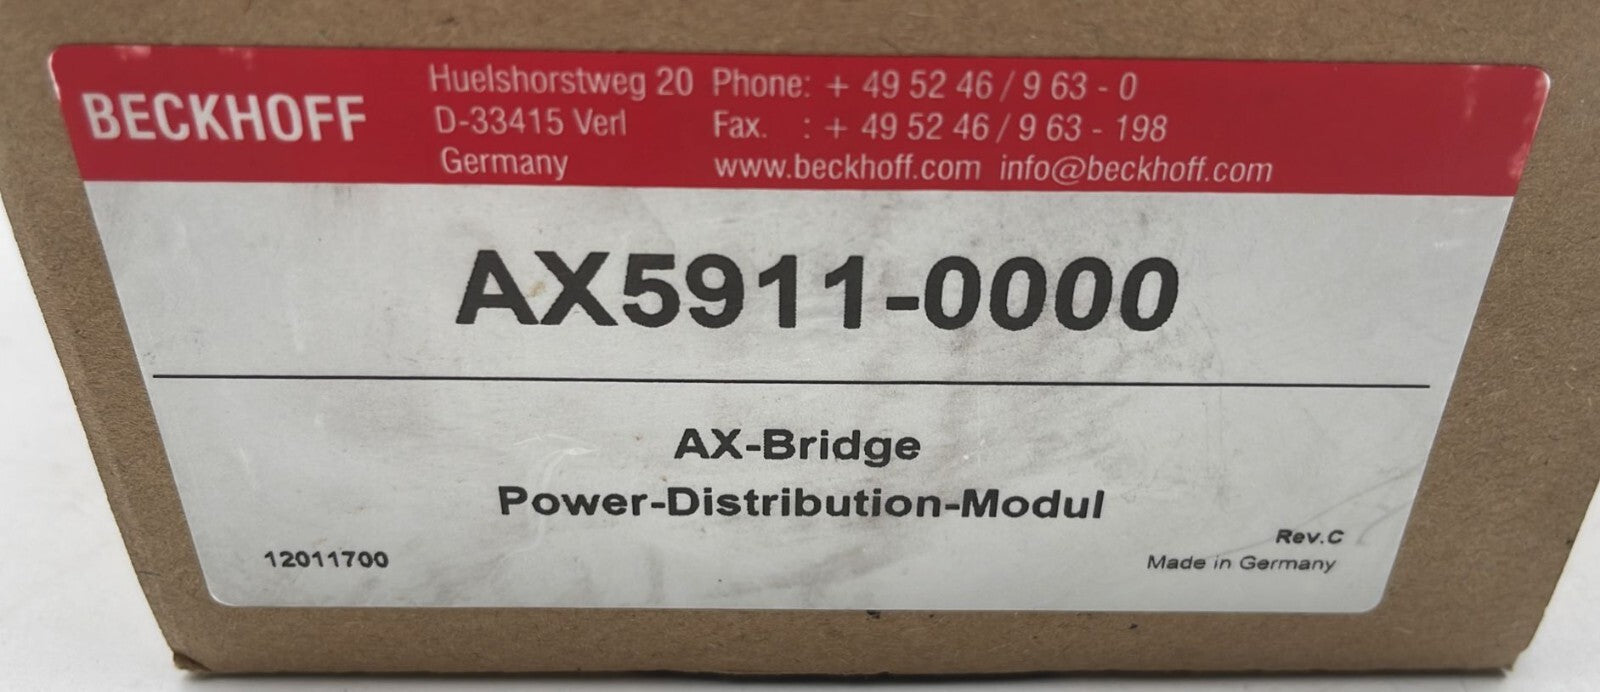 BECKHOFF
Huelshorstweg 20 Phone: + 49 52 46 / 9 63 - 0
D-33415 Verl Fax. : + 49 52 46 / 9 63 - 198
Germany www.beckhoff.com info@beckhoff.com
AX5911-0000
AX-Bridge
Power-Distribution-Modul
Rev.C
12011700 Made in Germany